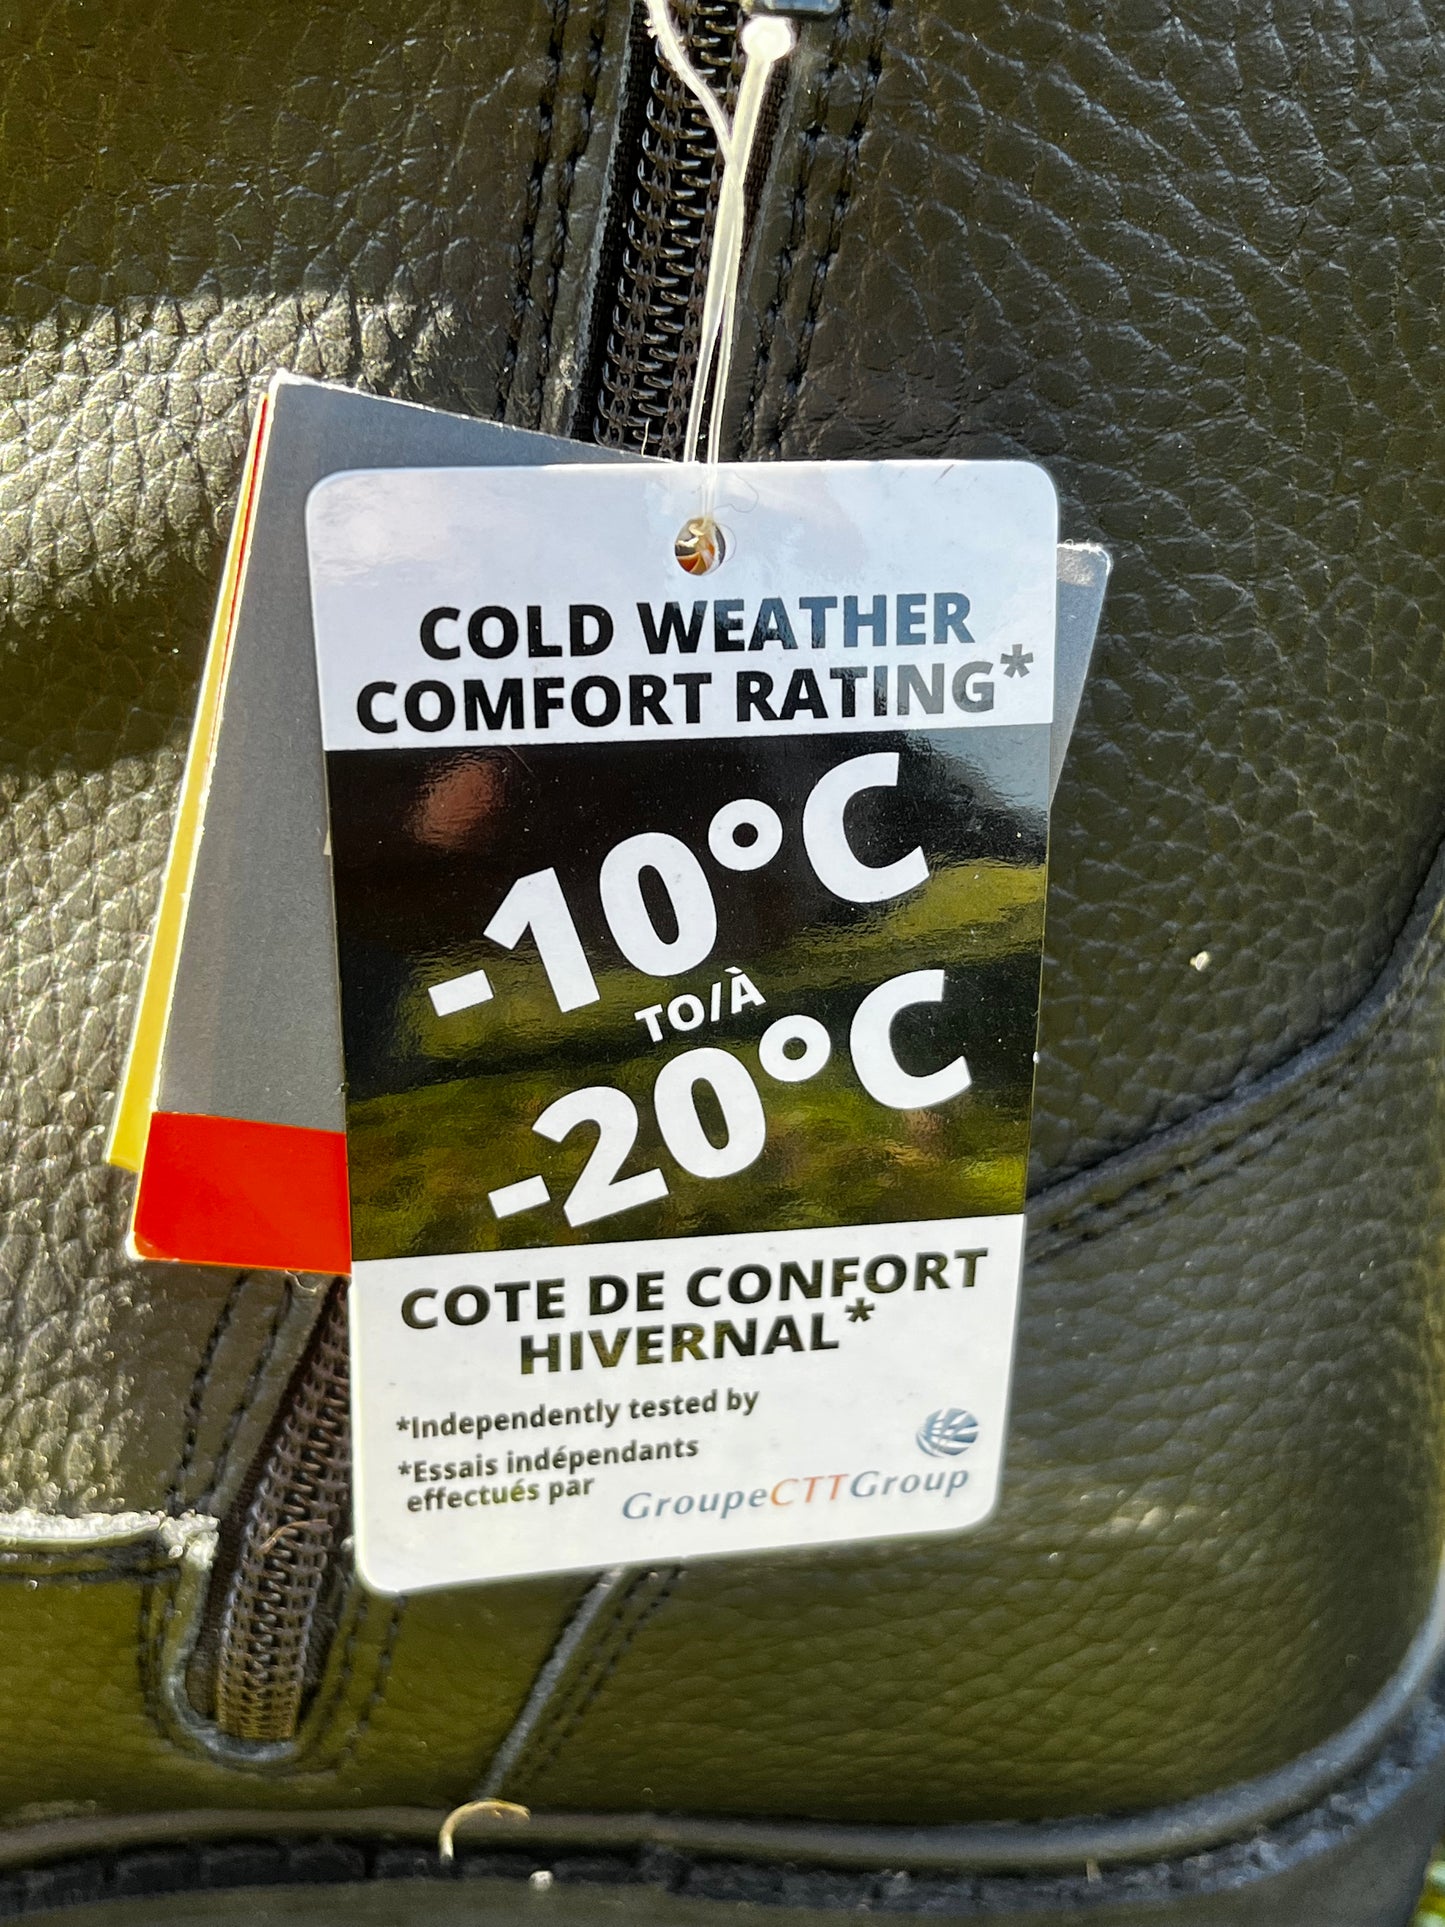 COLD WEATHER
COMFORT RATING*
-10°C
TO/À
-20°C
COTE DE CONFORT
HIVERNAL*
*Independently tested by
*Essais indépendants
effectués par
GroupeCTTGroup